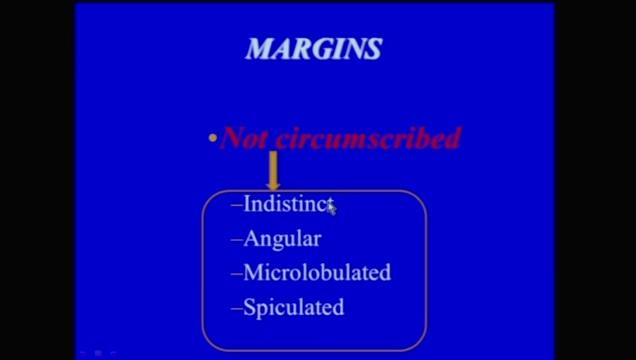 MARGINS
•Not circumscribed
–Indistinct
–Angular
–Microlobulated
–Spiculated